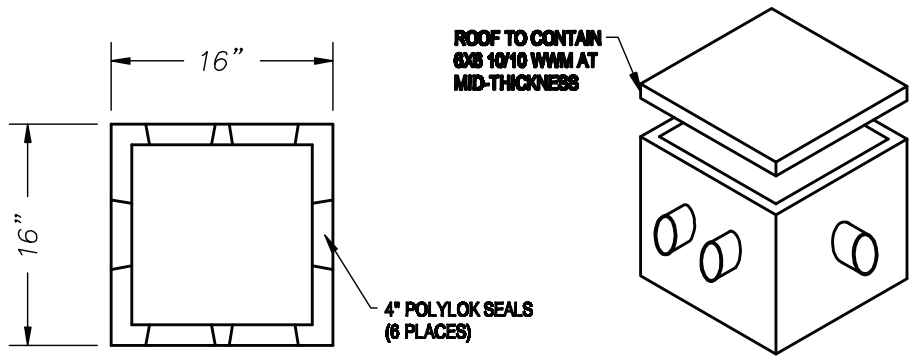 16”
ROOF TO CONTAIN
6X6 10/10 WWM AT
MID-THICKNESS
16”
4" POLYLOK SEALS
(6 PLACES)